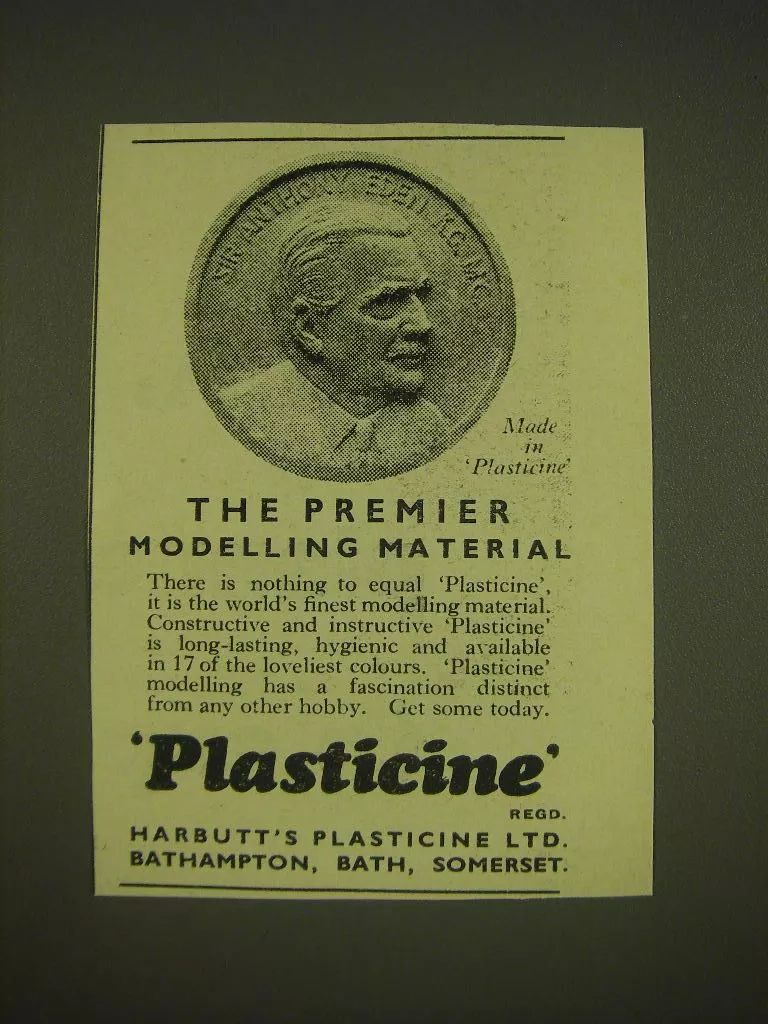 SIR ANTHONY EDEN, K.G., M.C.
Made
in
'Plasticine'
THE PREMIER
MODELLING MATERIAL
There is nothing to equal 'Plasticine',
it is the world's finest modelling material.
Constructive and instructive 'Plasticine'
is long-lasting, hygienic and available
in 17 of the loveliest colours. 'Plasticine'
modelling has a fascination distinct
from any other hobby. Get some today.
'Plasticine'
REGD.
HARBUTT'S PLASTICINE LTD.
BATHAMPTON, BATH, SOMERSET.